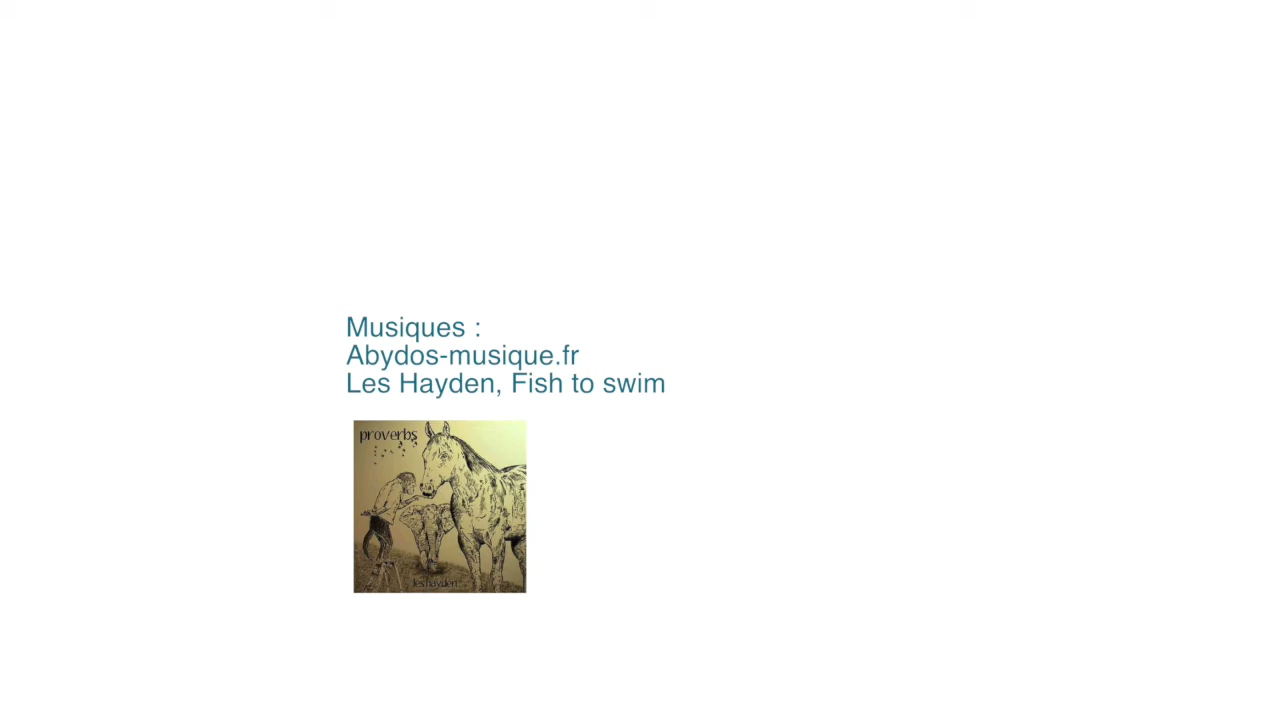 Musiques :
Abydos-musique.fr
Les Hayden, Fish to swim
proverbs
les hayden